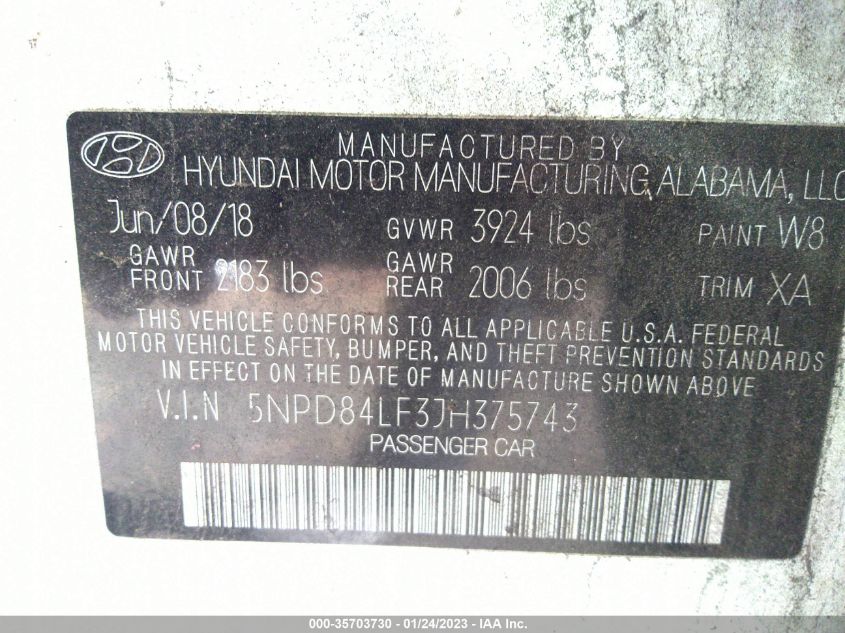 MANUFACTURED BY
HYUNDAI MOTOR MANUFACTURING ALABAMA, LLC
Jun/08/18 GVWR 3924 lbs PAINT W8
GAWR FRONT 2183 lbs GAWR REAR 2006 lbs TRIM XA
THIS VEHICLE CONFORMS TO ALL APPLICABLE U.S.A. FEDERAL
MOTOR VEHICLE SAFETY, BUMPER, AND THEFT PREVENTION STANDARDS
IN EFFECT ON THE DATE OF MANUFACTURE SHOWN ABOVE
V.I.N 5NPD84LF3JH375743
PASSENGER CAR
000-35703730 - 01/24/2023 - IAA Inc.